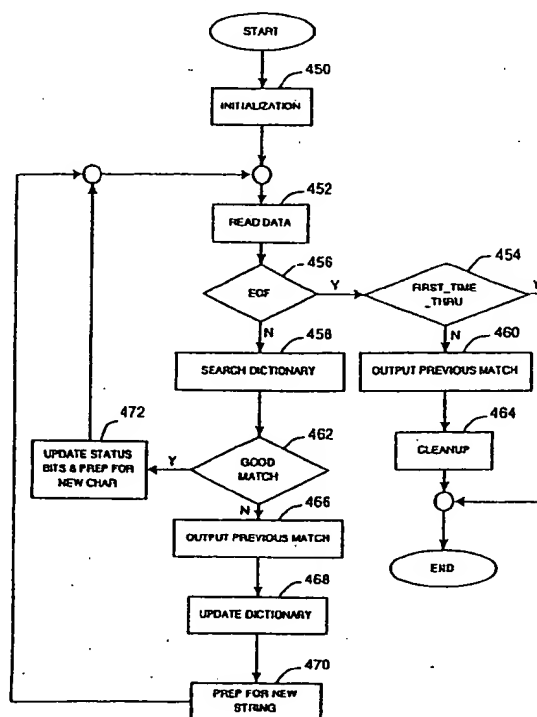 START
450
INITIALIZATION
452
READ DATA
456
EOF
Y
454
FIRST_TIME
_THRU
Y
N
458
SEARCH DICTIONARY
N
460
OUTPUT PREVIOUS MATCH
472
UPDATE STATUS
BITS & PREP FOR
NEW CHAR
Y
462
GOOD
MATCH
464
CLEANUP
N
466
OUTPUT PREVIOUS MATCH
END
468
UPDATE DICTIONARY
470
PREP FOR NEW
STRING